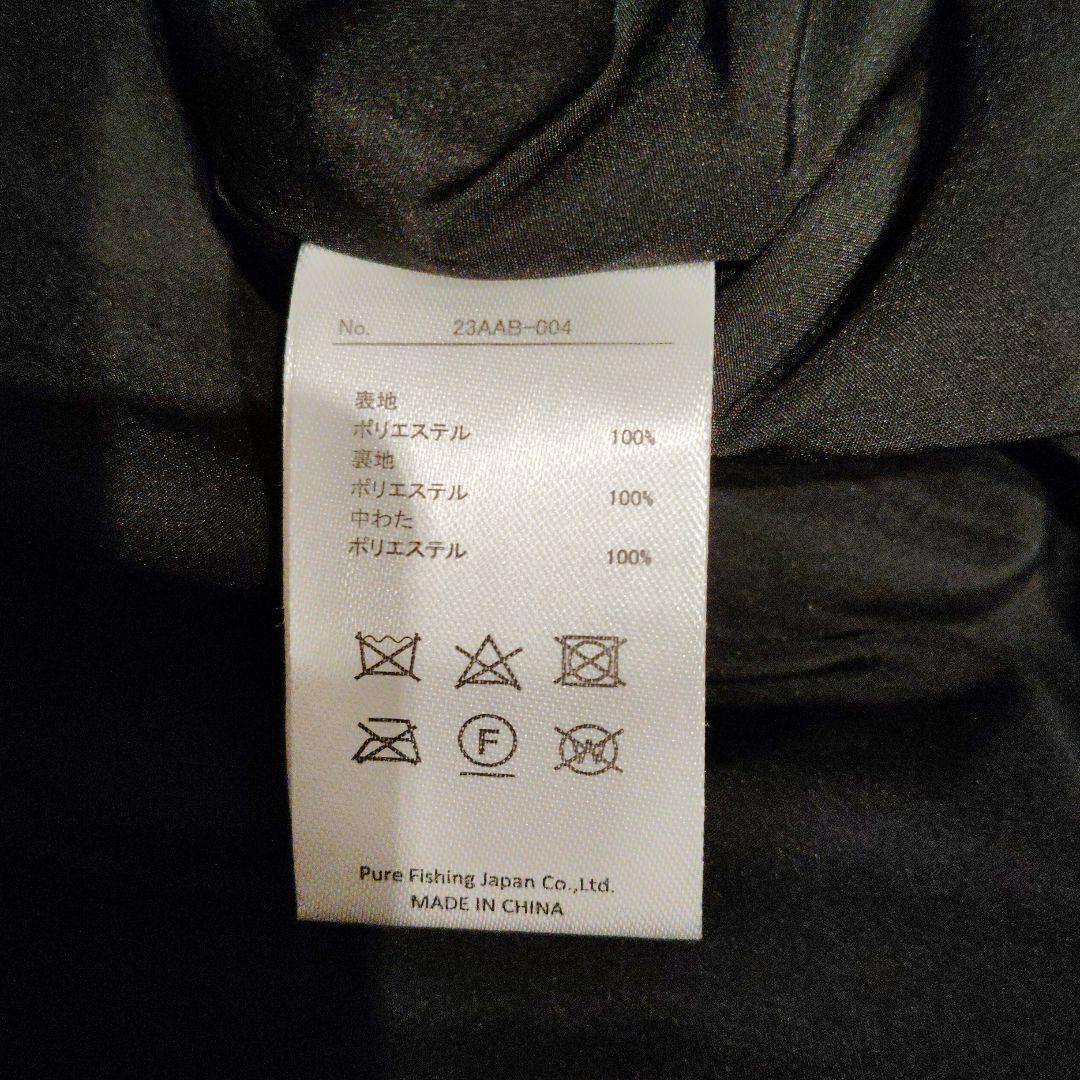 No. 23AAB-004
表地
ポリエステル 100%
裏地
ポリエステル 100%
中わた
ポリエステル 100%
F
W
Pure Fishing Japan Co.,Ltd.
MADE IN CHINA